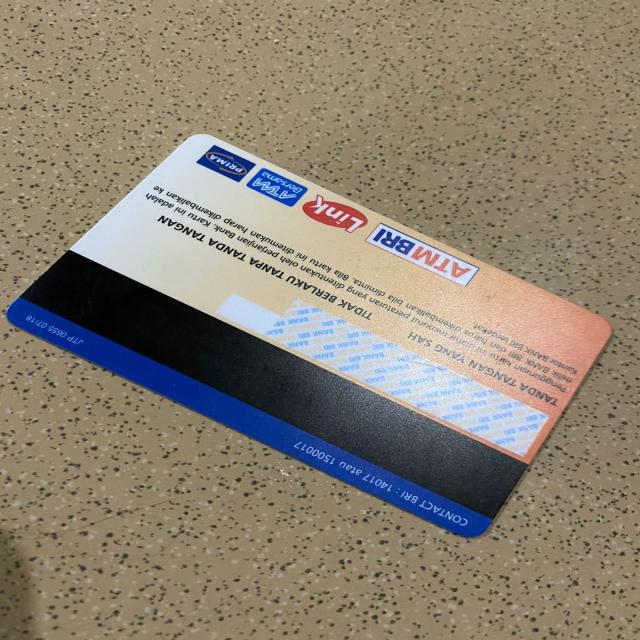 CONTACT BRI : 14017 atau 1500017
JTP 0655 07/18
TANDA TANGAN YANG SAH
TIDAK BERLAKU TANPA TANDA TANGAN
Penggunaan kartu ini diatur menurut peraturan yang ditentukan oleh perjanjian Bank. Kartu ini adalah
milik BANK BRI dan harus dikembalikan bila diminta. Bila kartu ini ditemukan harap dikembalikan ke
Kantor BANK BRI terdekat
ATM BRI
Link
ATM
Bersama
PRIMA